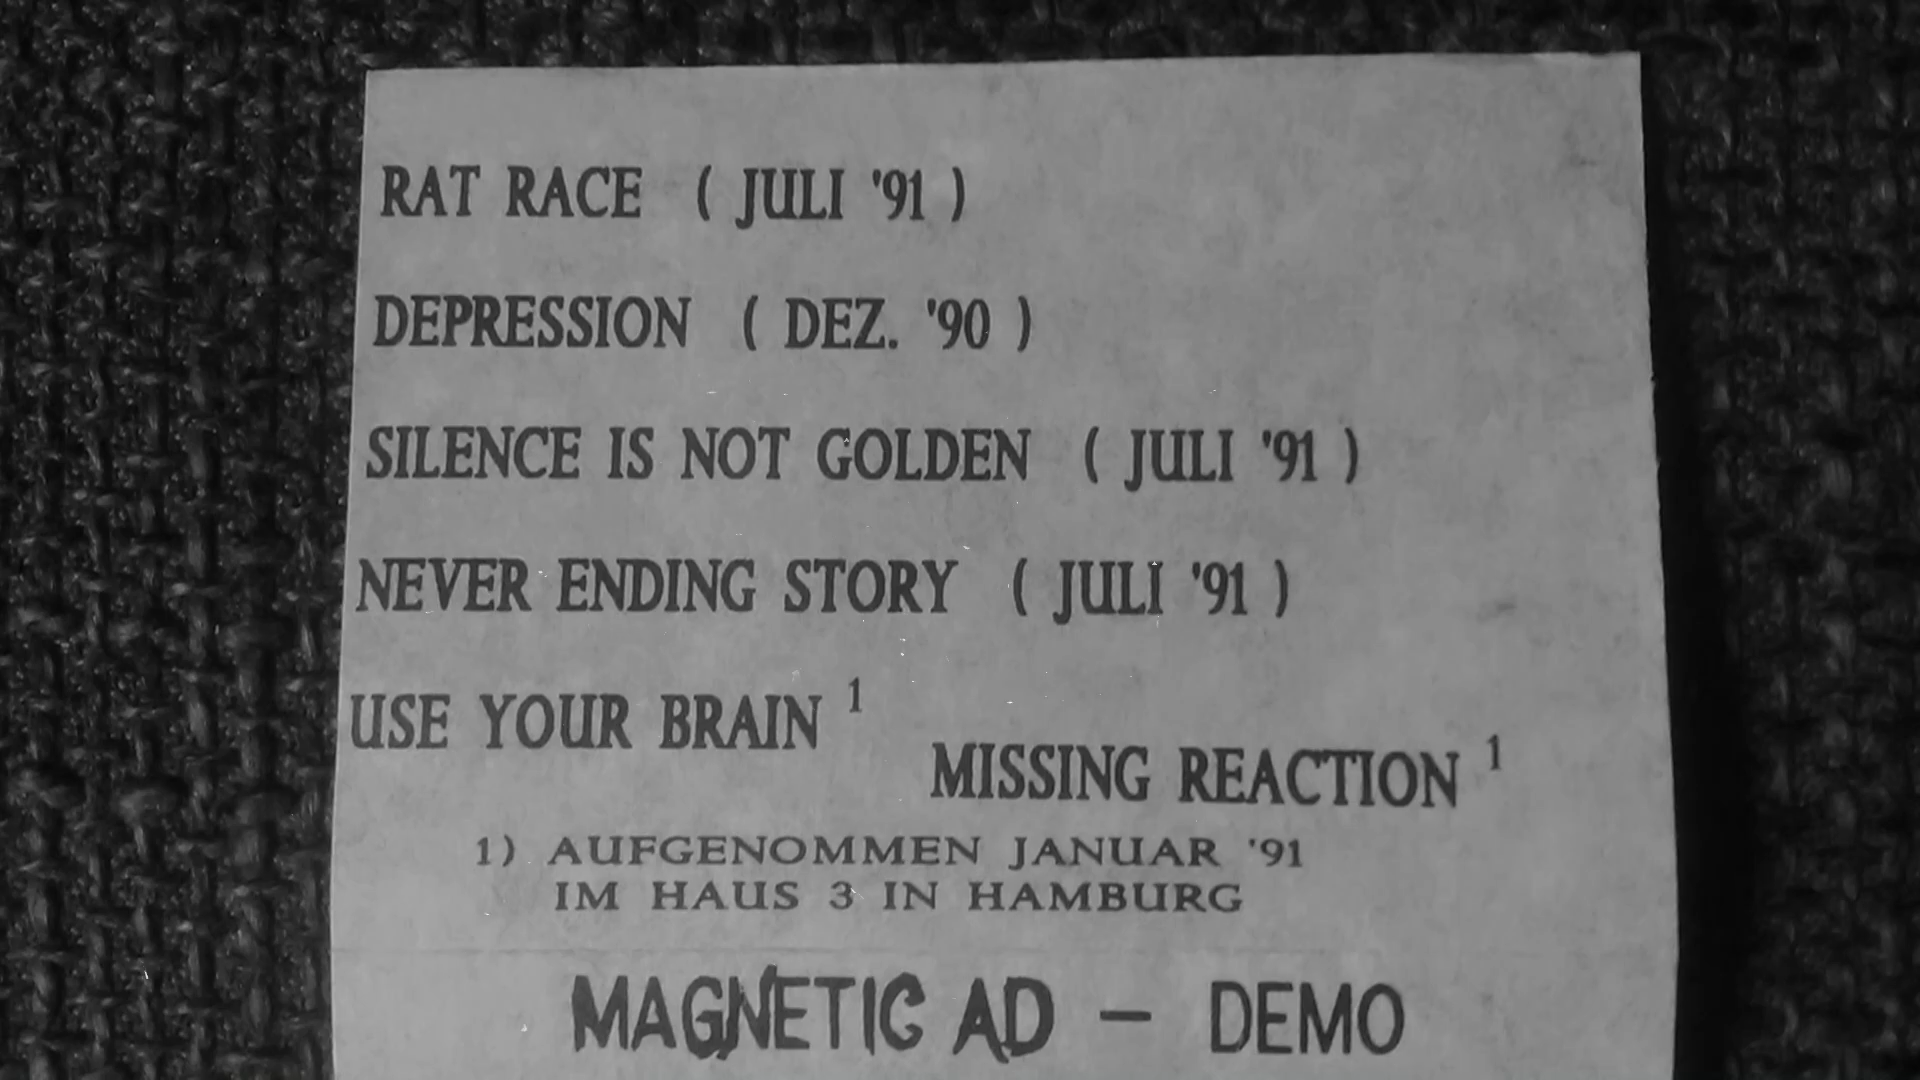 RAT RACE ( JULI '91 )
DEPRESSION ( DEZ. '90 )
SILENCE IS NOT GOLDEN ( JULI '91 )
NEVER ENDING STORY ( JULI '91 )
USE YOUR BRAIN ¹
MISSING REACTION ¹
1) AUFGENOMMEN JANUAR '91
IM HAUS 3 IN HAMBURG
MAGNETIC AD – DEMO